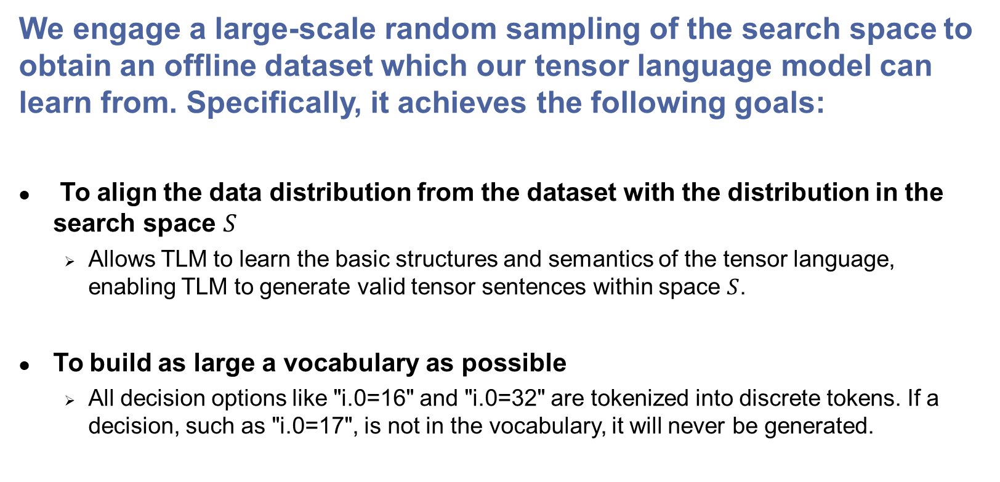 We engage a large-scale random sampling of the search space to
obtain an offline dataset which our tensor language model can
learn from. Specifically, it achieves the following goals:
● To align the data distribution from the dataset with the distribution in the
search space 𝑆
➢ Allows TLM to learn the basic structures and semantics of the tensor language,
enabling TLM to generate valid tensor sentences within space 𝑆.
● To build as large a vocabulary as possible
➢ All decision options like "i.0=16" and "i.0=32" are tokenized into discrete tokens. If a
decision, such as "i.0=17", is not in the vocabulary, it will never be generated.